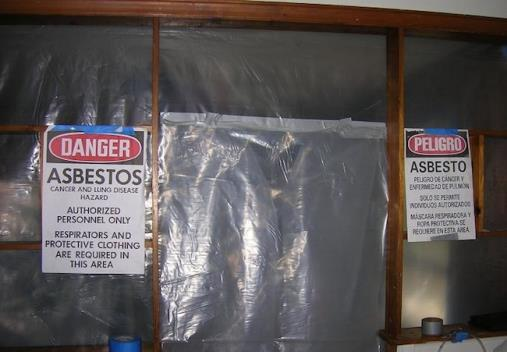 DANGER
ASBESTOS
CANCER AND LUNG DISEASE
HAZARD
AUTHORIZED
PERSONNEL ONLY
RESPIRATORS AND
PROTECTIVE CLOTHING
ARE REQUIRED IN
THIS AREA
PELIGRO
ASBESTO
PELIGRO DE CANCER Y
ENFERMEDAD DE PULMON
SOLO SE PERMITE
INDIVIDUOS AUTORIZADOS
MASCARA RESPIRADORA Y
ROPA PROTECTIVA SE
REQUIERE EN ESTA AREA